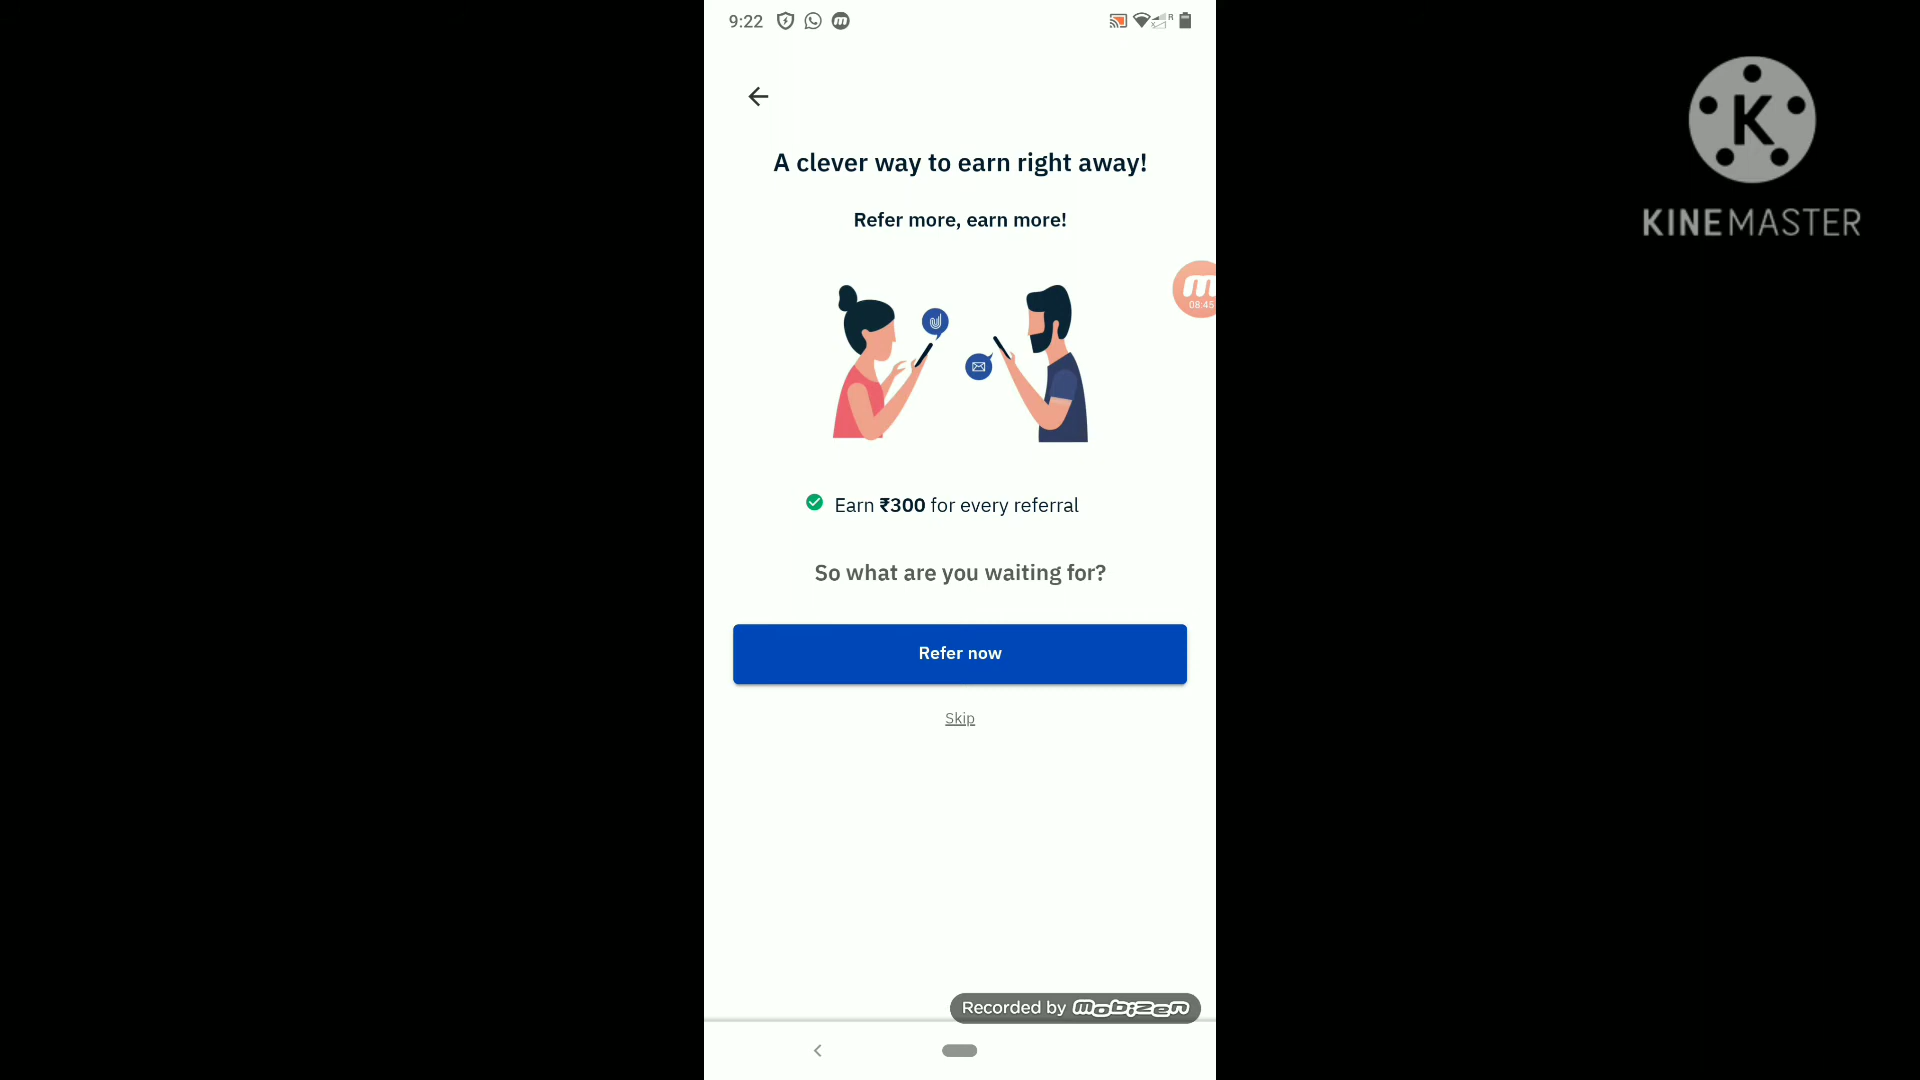 9:22
R
KINEMASTER
A clever way to earn right away!
Refer more, earn more!
08:45
Earn ₹300 for every referral
So what are you waiting for?
Refer now
Skip
Recorded by mobizen